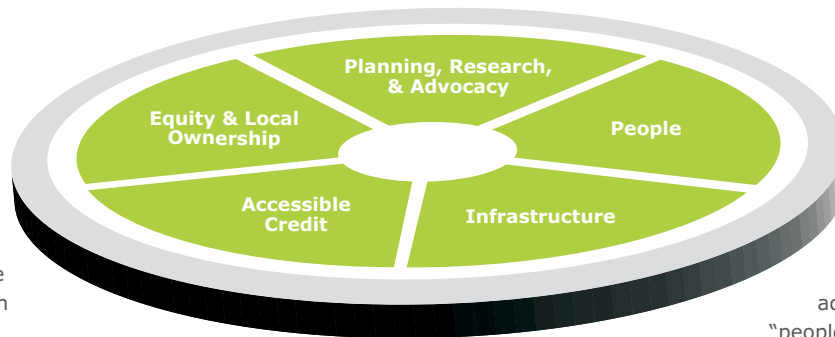 Planning, Research,
& Advocacy
Equity & Local
Ownership
People
Accessible
Credit
Infrastructure